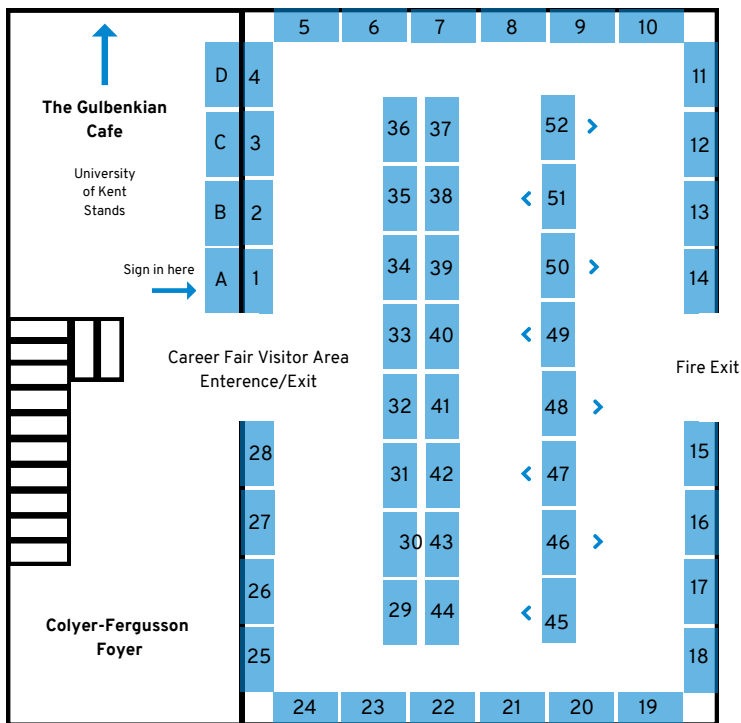 5 6 7 8 9 10
D 4 11
The Gulbenkian
Cafe
36 37 52
C 3 12
University
of Kent
Stands
35 38 51
B 2 13
Sign in here
A 1 34 39 50 14
33 40 49
Career Fair Visitor Area
Enterence/Exit
Fire Exit
32 41 48
28 15
31 42 47
27 16
30 43 46
26 17
29 44 45
Colyer-Fergusson
Foyer
25 18
24 23 22 21 20 19